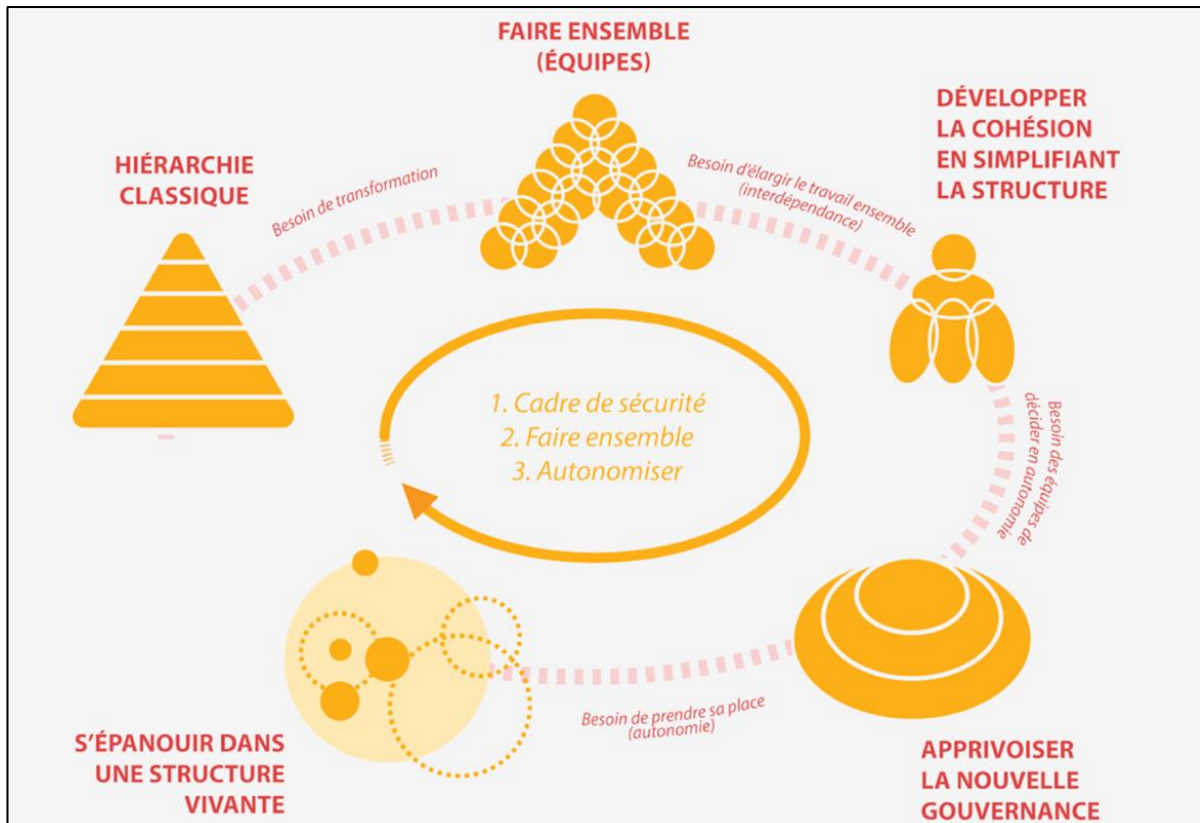 FAIRE ENSEMBLE
(ÉQUIPES)
HIÉRARCHIE
CLASSIQUE
Besoin de transformation
Besoin d'élargir le travail ensemble
(interdépendance)
DÉVELOPPER
LA COHÉSION
EN SIMPLIFIANT
LA STRUCTURE
1. Cadre de sécurité
2. Faire ensemble
3. Autonomiser
Besoin des équipes de
décider en autonomie
Besoin de prendre sa place
(autonomie)
S'ÉPANOUIR DANS
UNE STRUCTURE
VIVANTE
APPRIVOISER
LA NOUVELLE
GOUVERNANCE